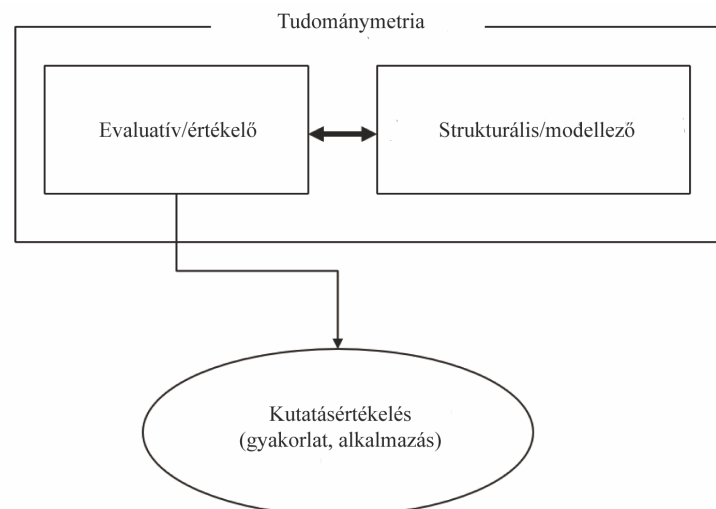 Tudománymetria
Evaluatív/értékelő
Strukturális/modellező
Kutatásértékelés
(gyakorlat, alkalmazás)